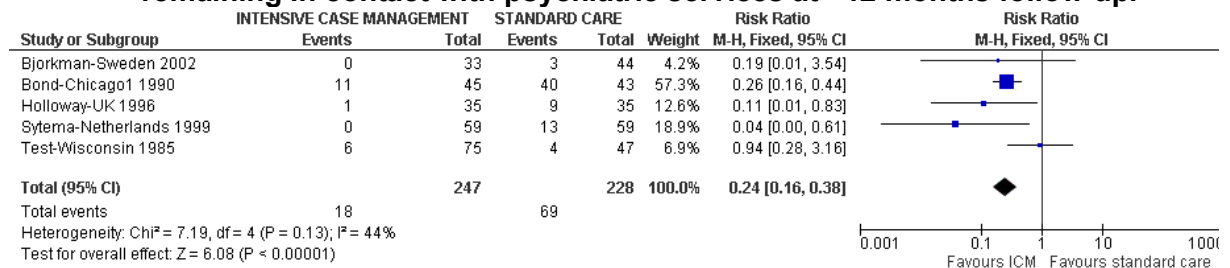 remaining in contact with psychiatric services at months follow-up.
INTENSIVE CASE MANAGEMENT STANDARD CARE Risk Ratio Risk Ratio
Study or Subgroup Events Total Events Total Weight M-H, Fixed, 95% CI M-H, Fixed, 95% CI
Bjorkman-Sweden 2002 0 33 3 44 4.2% 0.19 [0.01, 3.54]
Bond-Chicago1 1990 11 45 40 43 57.3% 0.26 [0.16, 0.44]
Holloway-UK 1996 1 35 9 35 12.6% 0.11 [0.01, 0.83]
Sytema-Netherlands 1999 0 59 13 59 18.9% 0.04 [0.00, 0.61]
Test-Wisconsin 1985 6 75 4 47 6.9% 0.94 [0.28, 3.16]
Total (95% CI) 247 228 100.0% 0.24 [0.16, 0.38]
Total events 18 69
Heterogeneity: Chi² = 7.19, df = 4 (P = 0.13); I² = 44%
Test for overall effect: Z = 6.08 (P < 0.00001)
0.001 0.1 1 10 1000
Favours ICM Favours standard care